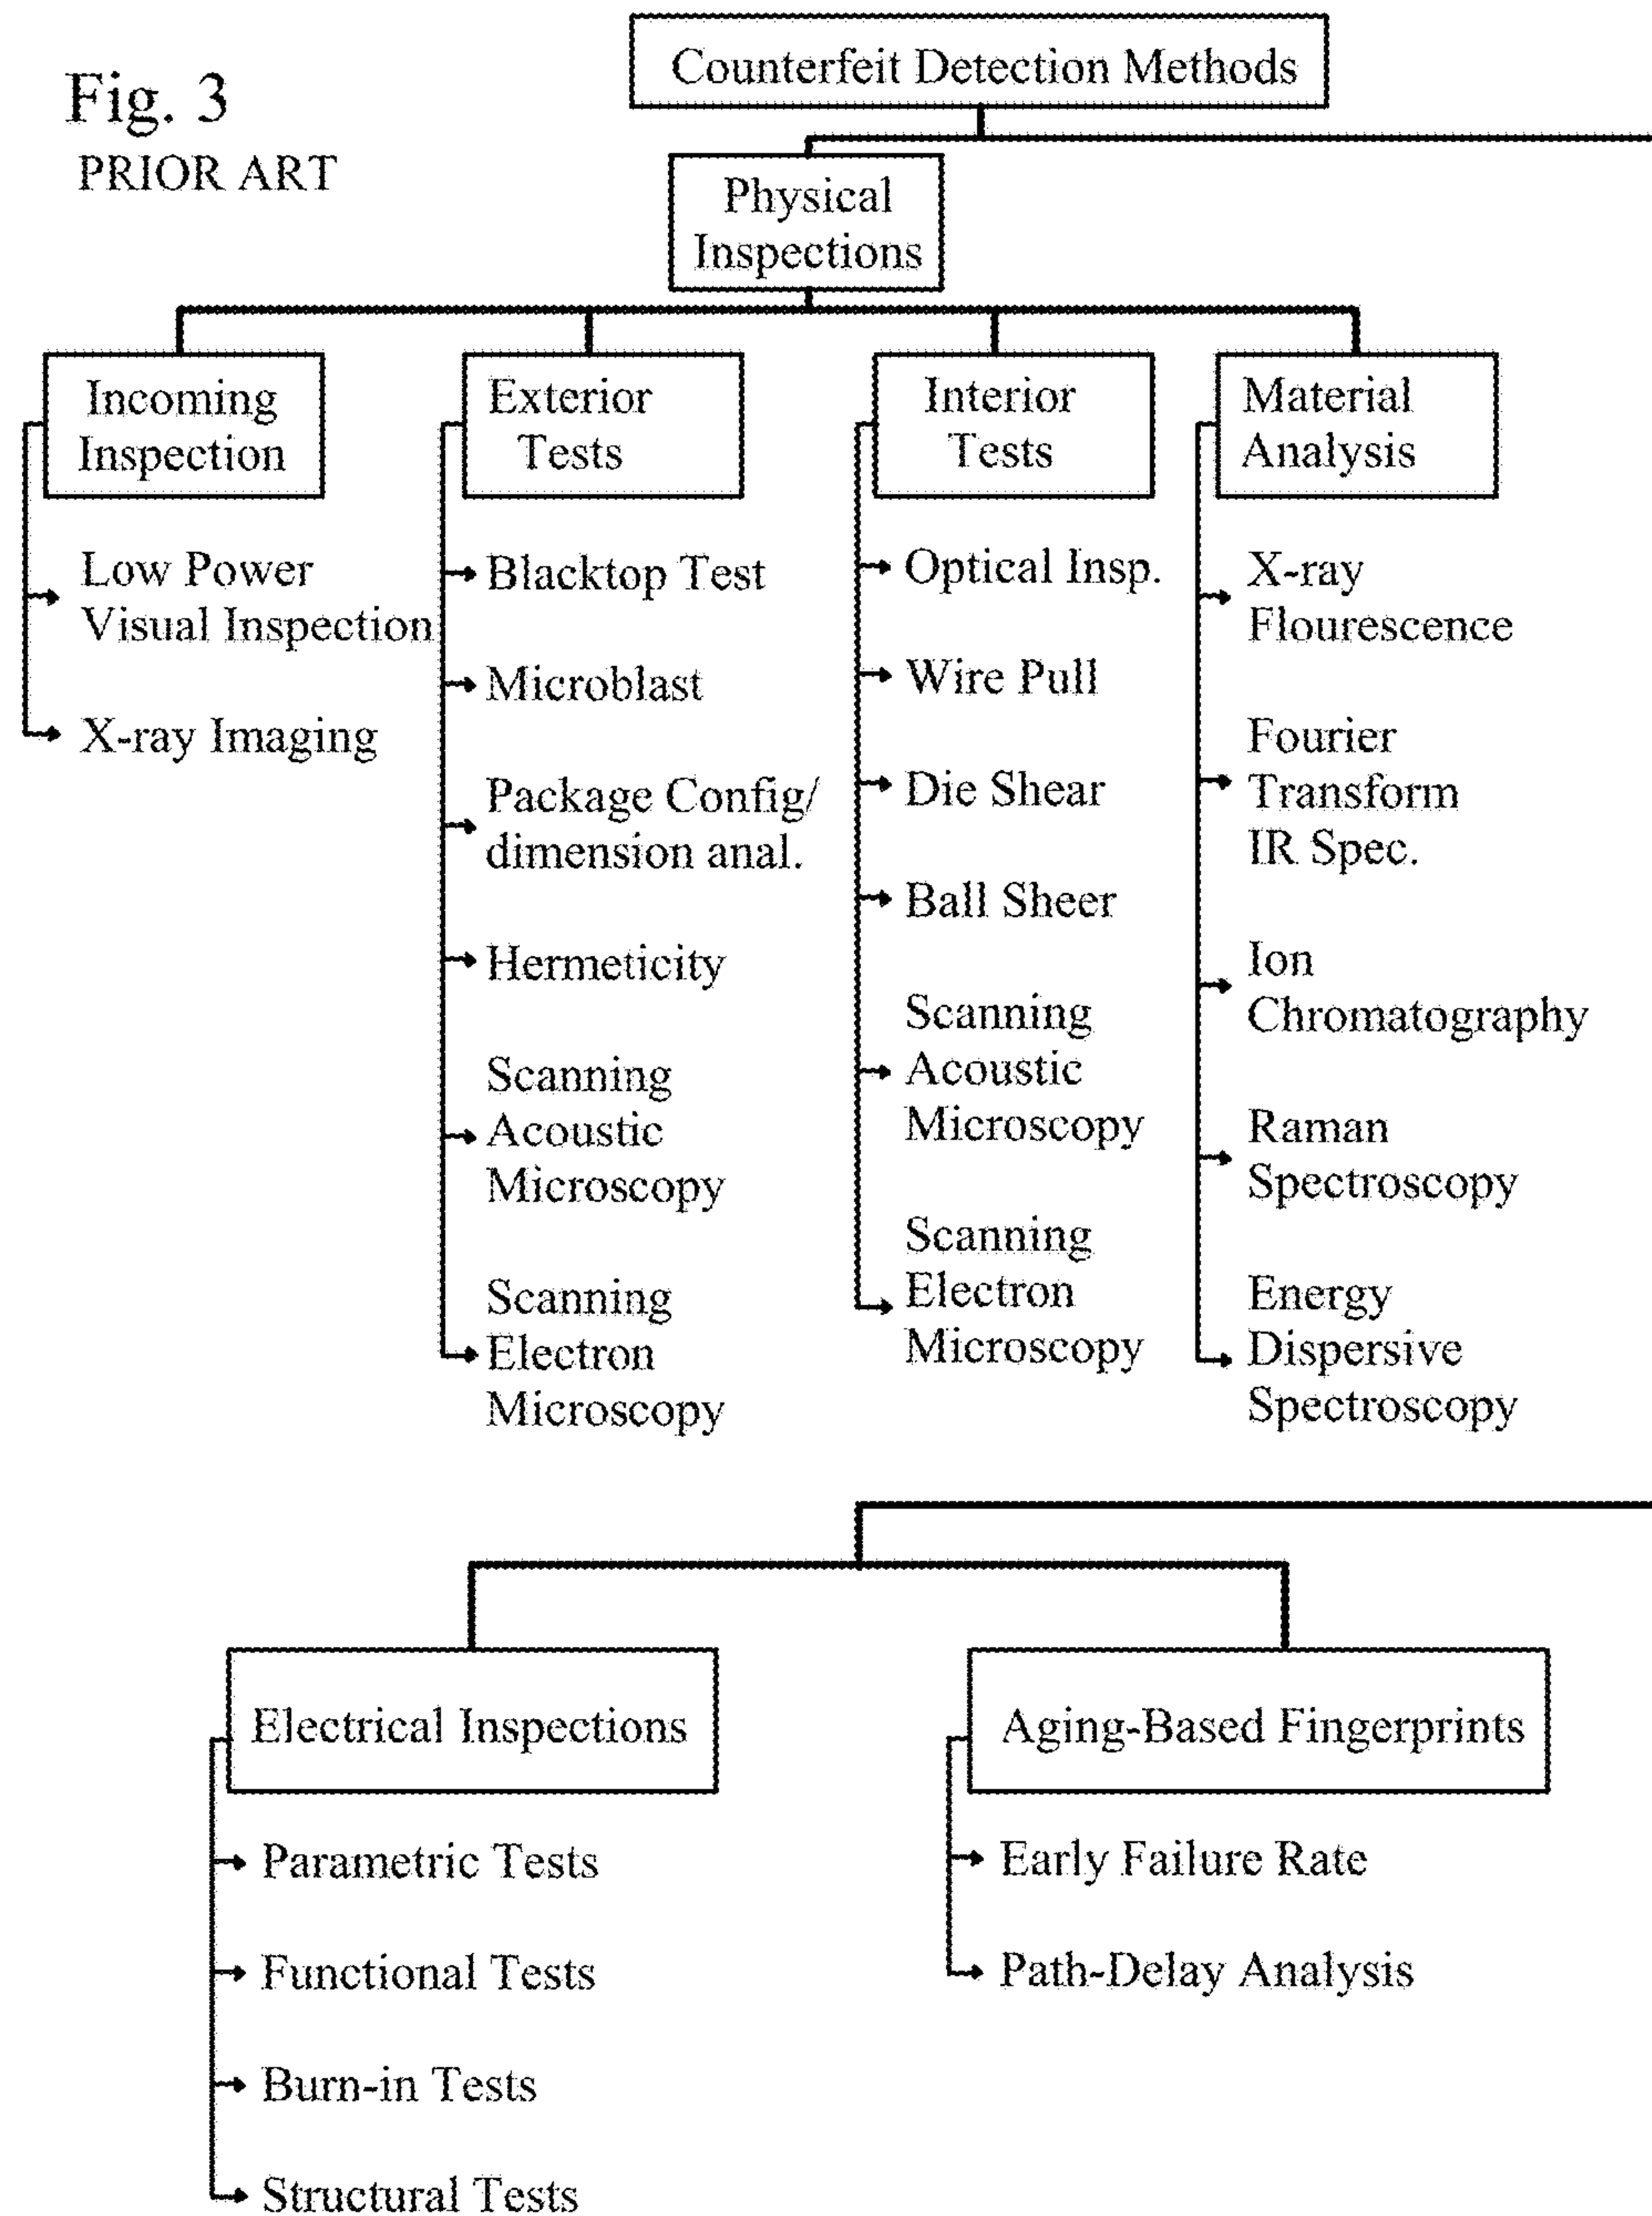 Fig. 3
PRIOR ART
Counterfeit Detection Methods
Physical
Inspections
Incoming
Inspection
Low Power
Visual Inspection
X-ray Imaging
Exterior
Tests
Blacktop Test
Microblast
Package Config/
dimension anal.
Hermeticity
Scanning
Acoustic
Microscopy
Scanning
Electron
Microscopy
Interior
Tests
Optical Insp.
Wire Pull
Die Shear
Ball Sheer
Scanning
Acoustic
Microscopy
Scanning
Electron
Microscopy
Material
Analysis
X-ray
Flourescence
Fourier
Transform
IR Spec.
Ion
Chromatography
Raman
Spectroscopy
Energy
Dispersive
Spectroscopy
Electrical Inspections
Parametric Tests
Functional Tests
Burn-in Tests
Structural Tests
Aging-Based Fingerprints
Early Failure Rate
Path-Delay Analysis